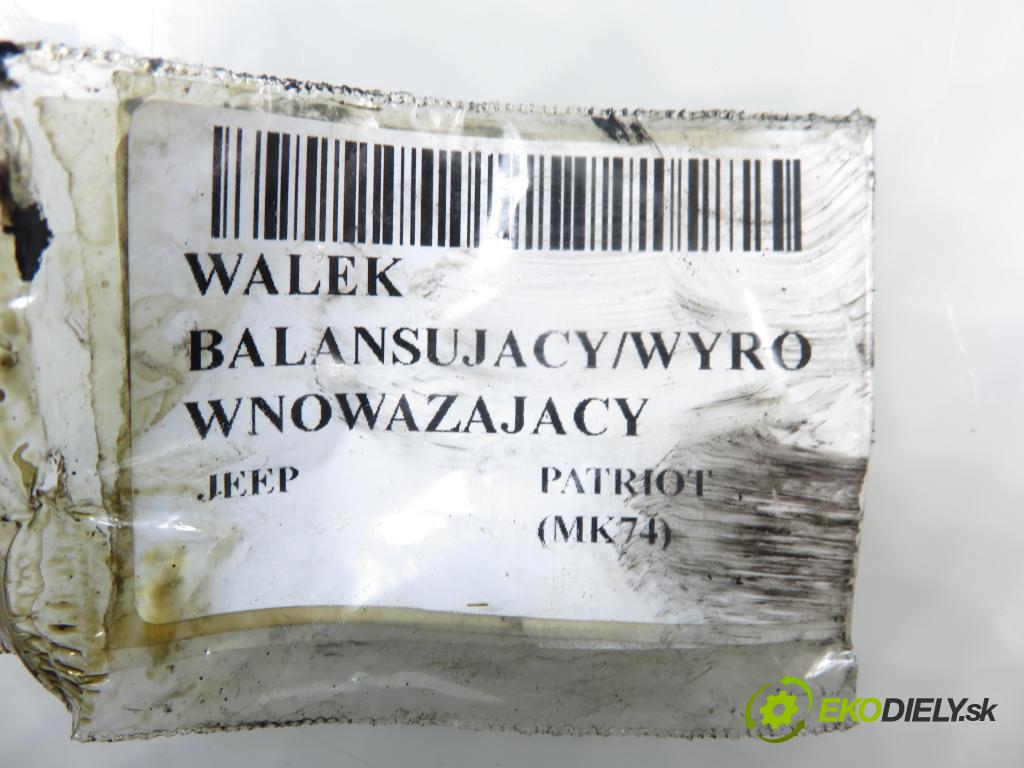 WALEK
BALANSUJACY/WYRO
WNOWAZAJACY
JEEP PATRIOT
(MK74)
EKODIELY.sk